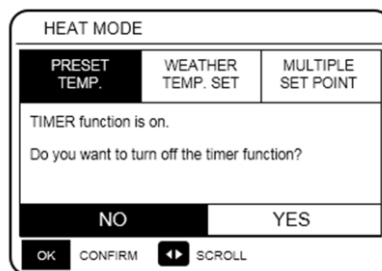 HEAT MODE
PRESET TEMP.
WEATHER TEMP. SET
MULTIPLE SET POINT
TIMER function is on.
Do you want to turn off the timer function?
NO YES
OK CONFIRM SCROLL